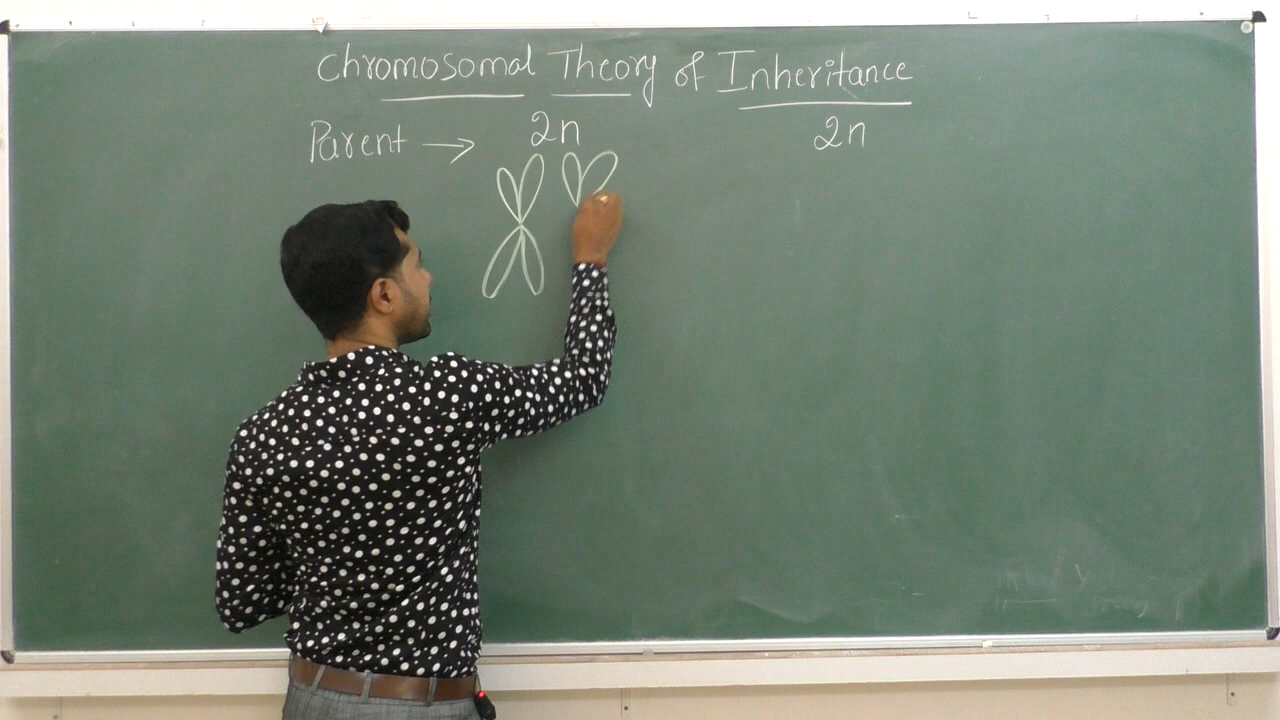 Chromosomal Theory of Inheritance
Parent → 2n 2n